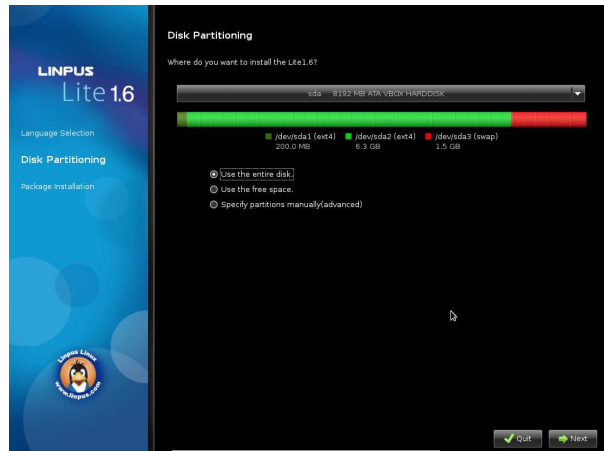 LINPUS
Lite 1.6
Language Selection
Disk Partitioning
Package Installation
Linpus Linux
www.linpus.com
Disk Partitioning
Where do you want to install the Lite1.6?
sda 8192 MB ATA VBOX HARDDISK
/dev/sda1 (ext4) /dev/sda2 (ext4) /dev/sda3 (swap)
200.0 MB 6.3 GB 1.5 GB
Use the entire disk.
Use the free space.
Specify partitions manually(advanced)
Quit Next